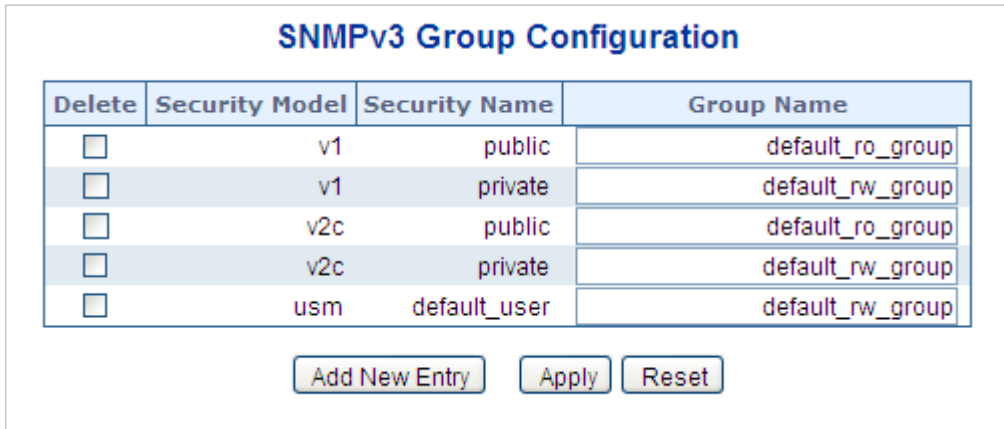 SNMPv3 Group Configuration
Delete Security Model Security Name Group Name
v1 public default_ro_group
v1 private default_rw_group
v2c public default_ro_group
v2c private default_rw_group
usm default_user default_rw_group
Add New Entry Apply Reset